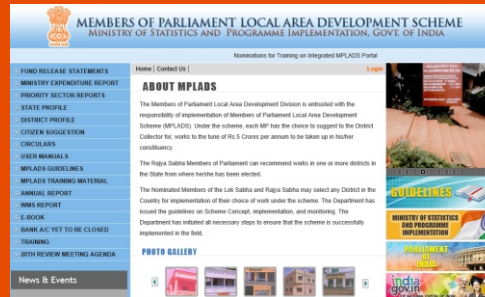 MEMBERS OF PARLIAMENT LOCAL AREA DEVELOPMENT SCHEME
MINISTRY OF STATISTICS AND PROGRAMME IMPLEMENTATION, GOVT. OF INDIA
Nominations for Training on Integrated MPLADS Portal
Home | Contact Us |
Login
FUND RELEASE STATEMENTS
MINISTRY EXPENDITURE REPORT
PRIORITY SECTOR REPORTS
STATE PROFILE
DISTRICT PROFILE
CITIZEN SUGGESTION
CIRCULARS
USER MANUALS
MPLADS GUIDELINES
MPLADS TRAINING MATERIAL
ANNUAL REPORT
WMS REPORT
E-BOOK
BANK A/C YET TO BE CLOSED
TRAINING
20TH REVIEW MEETING AGENDA
News & Events
ABOUT MPLADS
The Members of Parliament Local Area Development Division is entrusted with the
responsibility of implementation of Members of Parliament Local Area Development
Scheme (MPLADS). Under the scheme, each MP has the choice to suggest to the District
Collector for, works to the tune of Rs.5 Crores per annum to be taken up in his/her
constituency.
The Rajya Sabha Members of Parliament can recommend works in one or more districts in
the State from where he/she has been elected.
The Nominated Members of the Lok Sabha and Rajya Sabha may select any District in the
Country for implementation of their choice of work under the scheme. The Department has
issued the guidelines on Scheme Concept, implementation, and monitoring. The
Department has initiated all necessary steps to ensure that the scheme is successfully
implemented in the field.
PHOTO GALLERY
GUIDELINES
MINISTRY OF STATISTICS
AND PROGRAMME
IMPLEMENTATION
PARLIAMENT
OF
INDIA
india
gov.in